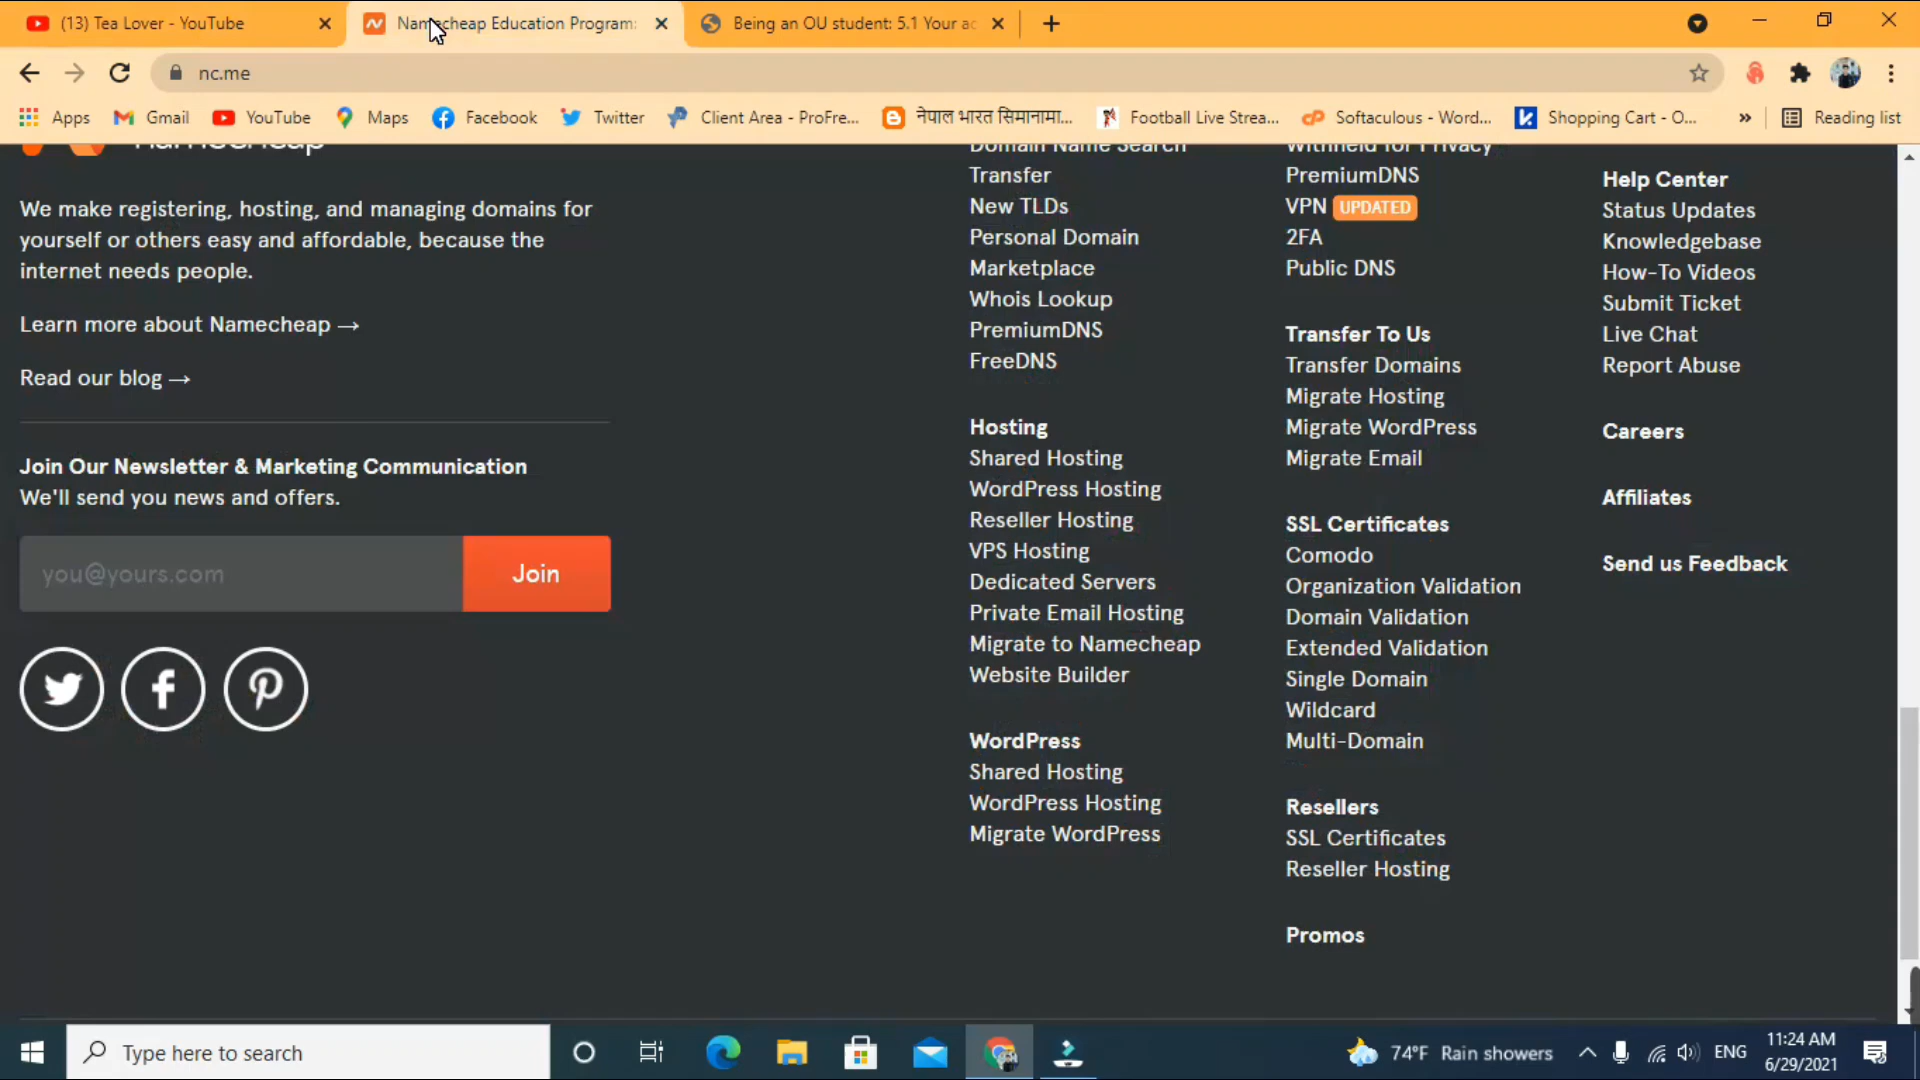 (13) Tea Lover - YouTube
Namecheap Education Program:
Being an OU student: 5.1 Your ac
nc.me
Apps
Gmail
YouTube
Maps
Facebook
Twitter
Client Area - ProFre...
नेपाल भारत सिमानामा...
Football Live Strea...
Softaculous - Word...
Shopping Cart - O...
»
Reading list
namecheap
We make registering, hosting, and managing domains for
yourself or others easy and affordable, because the
internet needs people.
Learn more about Namecheap →
Read our blog →
Join Our Newsletter & Marketing Communication
We'll send you news and offers.
you@yours.com
Join
Domain Name Search
Transfer
New TLDs
Personal Domain
Marketplace
Whois Lookup
PremiumDNS
FreeDNS
Hosting
Shared Hosting
WordPress Hosting
Reseller Hosting
VPS Hosting
Dedicated Servers
Private Email Hosting
Migrate to Namecheap
Website Builder
WordPress
Shared Hosting
WordPress Hosting
Migrate WordPress
Withheld for Privacy
PremiumDNS
VPN UPDATED
2FA
Public DNS
Transfer To Us
Transfer Domains
Migrate Hosting
Migrate WordPress
Migrate Email
SSL Certificates
Comodo
Organization Validation
Domain Validation
Extended Validation
Single Domain
Wildcard
Multi-Domain
Resellers
SSL Certificates
Reseller Hosting
Promos
Help Center
Status Updates
Knowledgebase
How-To Videos
Submit Ticket
Live Chat
Report Abuse
Careers
Affiliates
Send us Feedback
Type here to search
74°F Rain showers
ENG
11:24 AM
6/29/2021